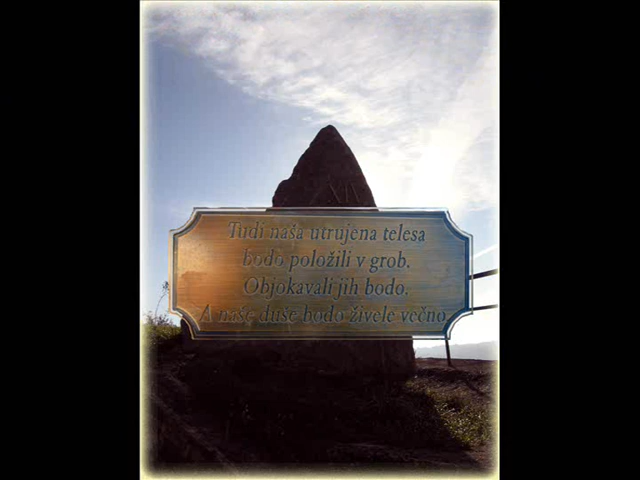 Tudi naša utrujena telesa
bodo položili v grob.
Objokavali jih bodo.
A naše duše bodo živele večno.